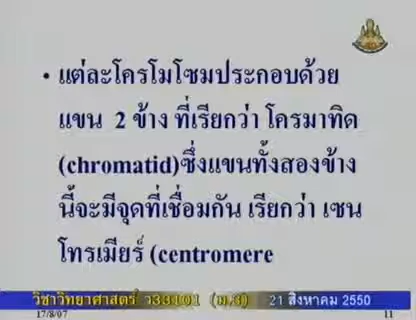 • แต่ละโครโมโซมประกอบด้วย
แขน 2 ข้าง ที่เรียกว่า โครมาทิด
(chromatid)ซึ่งแขนทั้งสองข้าง
นี้จะมีจุดที่เชื่อมกัน เรียกว่า เซน
โทรเมียร์ (centromere
วิชาวิทยาศาสตร์ ว33101 (ม.3) 21 สิงหาคม 2550
17/8/07 11